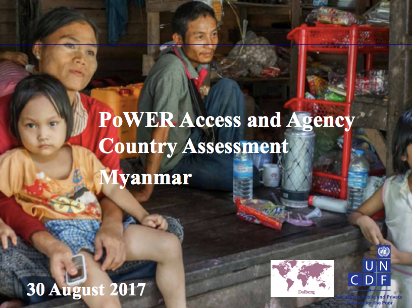 PoWER Access and Agency
Country Assessment
Myanmar
30 August 2017
UN
CDF